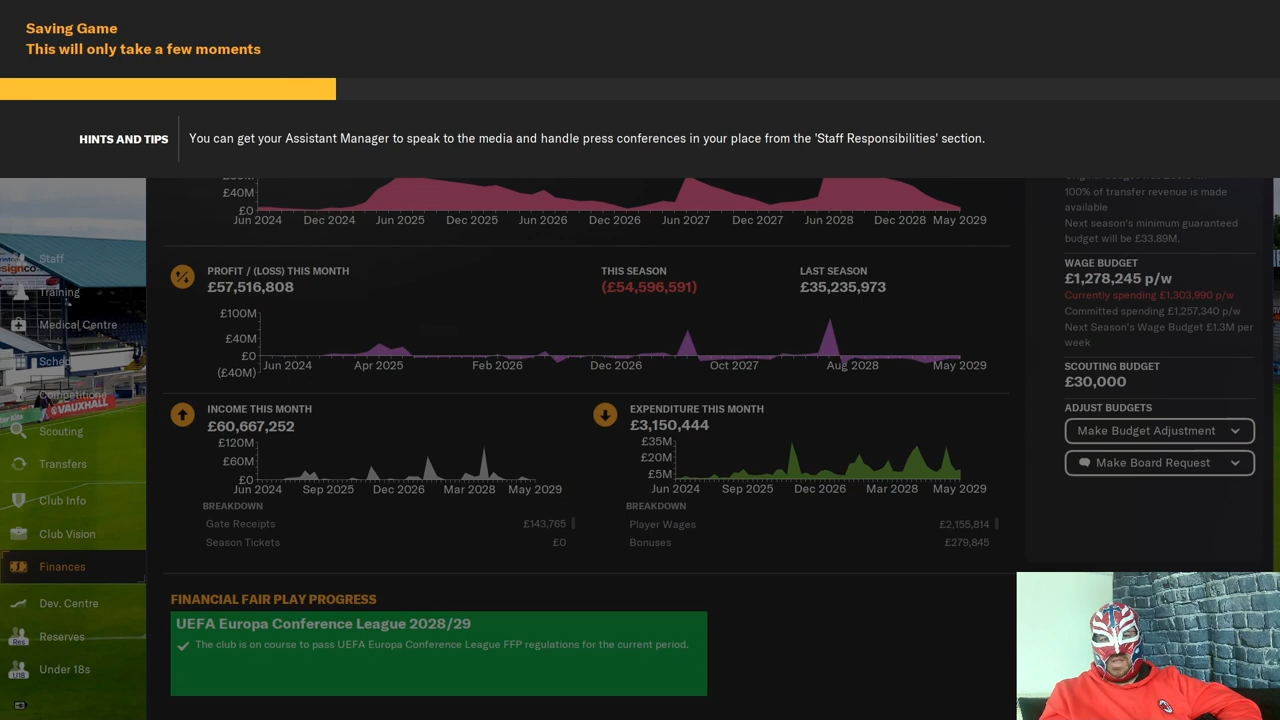 Saving Game
This will only take a few moments
HINTS AND TIPS
You can get your Assistant Manager to speak to the media and handle press conferences in your place from the 'Staff Responsibilities' section.
£40M
£0
Jun 2024 Dec 2024 Jun 2025 Dec 2025 Jun 2026 Dec 2026 Jun 2027 Dec 2027 Jun 2028 Dec 2028 May 2029
100% of transfer revenue is made
available
Next season's minimum guaranteed
budget will be £33.89M.
WAGE BUDGET
£1,278,245 p/w
Currently spending £1,303,990 p/w
Committed spending £1,257,340 p/w
Next Season's Wage Budget £1.3M per
week
SCOUTING BUDGET
£30,000
ADJUST BUDGETS
Make Budget Adjustment
Make Board Request
PROFIT / (LOSS) THIS MONTH
£57,516,808
THIS SEASON
(£54,596,591)
LAST SEASON
£35,235,973
£100M
£40M
£0
(£40M)
Jun 2024 Apr 2025 Feb 2026 Dec 2026 Oct 2027 Aug 2028 May 2029
INCOME THIS MONTH
£60,667,252
£120M
£60M
£0
Jun 2024 Sep 2025 Dec 2026 Mar 2028 May 2029
BREAKDOWN
Gate Receipts £143,765
Season Tickets £0
EXPENDITURE THIS MONTH
£3,150,444
£35M
£20M
£5M
Jun 2024 Sep 2025 Dec 2026 Mar 2028 May 2029
BREAKDOWN
Player Wages £2,155,814
Bonuses £279,845
FINANCIAL FAIR PLAY PROGRESS
UEFA Europa Conference League 2028/29
The club is on course to pass UEFA Europa Conference League FFP regulations for the current period.
Staff
Training
Medical Centre
Scouting
Transfers
Club Info
Club Vision
Finances
Dev. Centre
Reserves
Under 18s
Res
U18
VAUXHALL